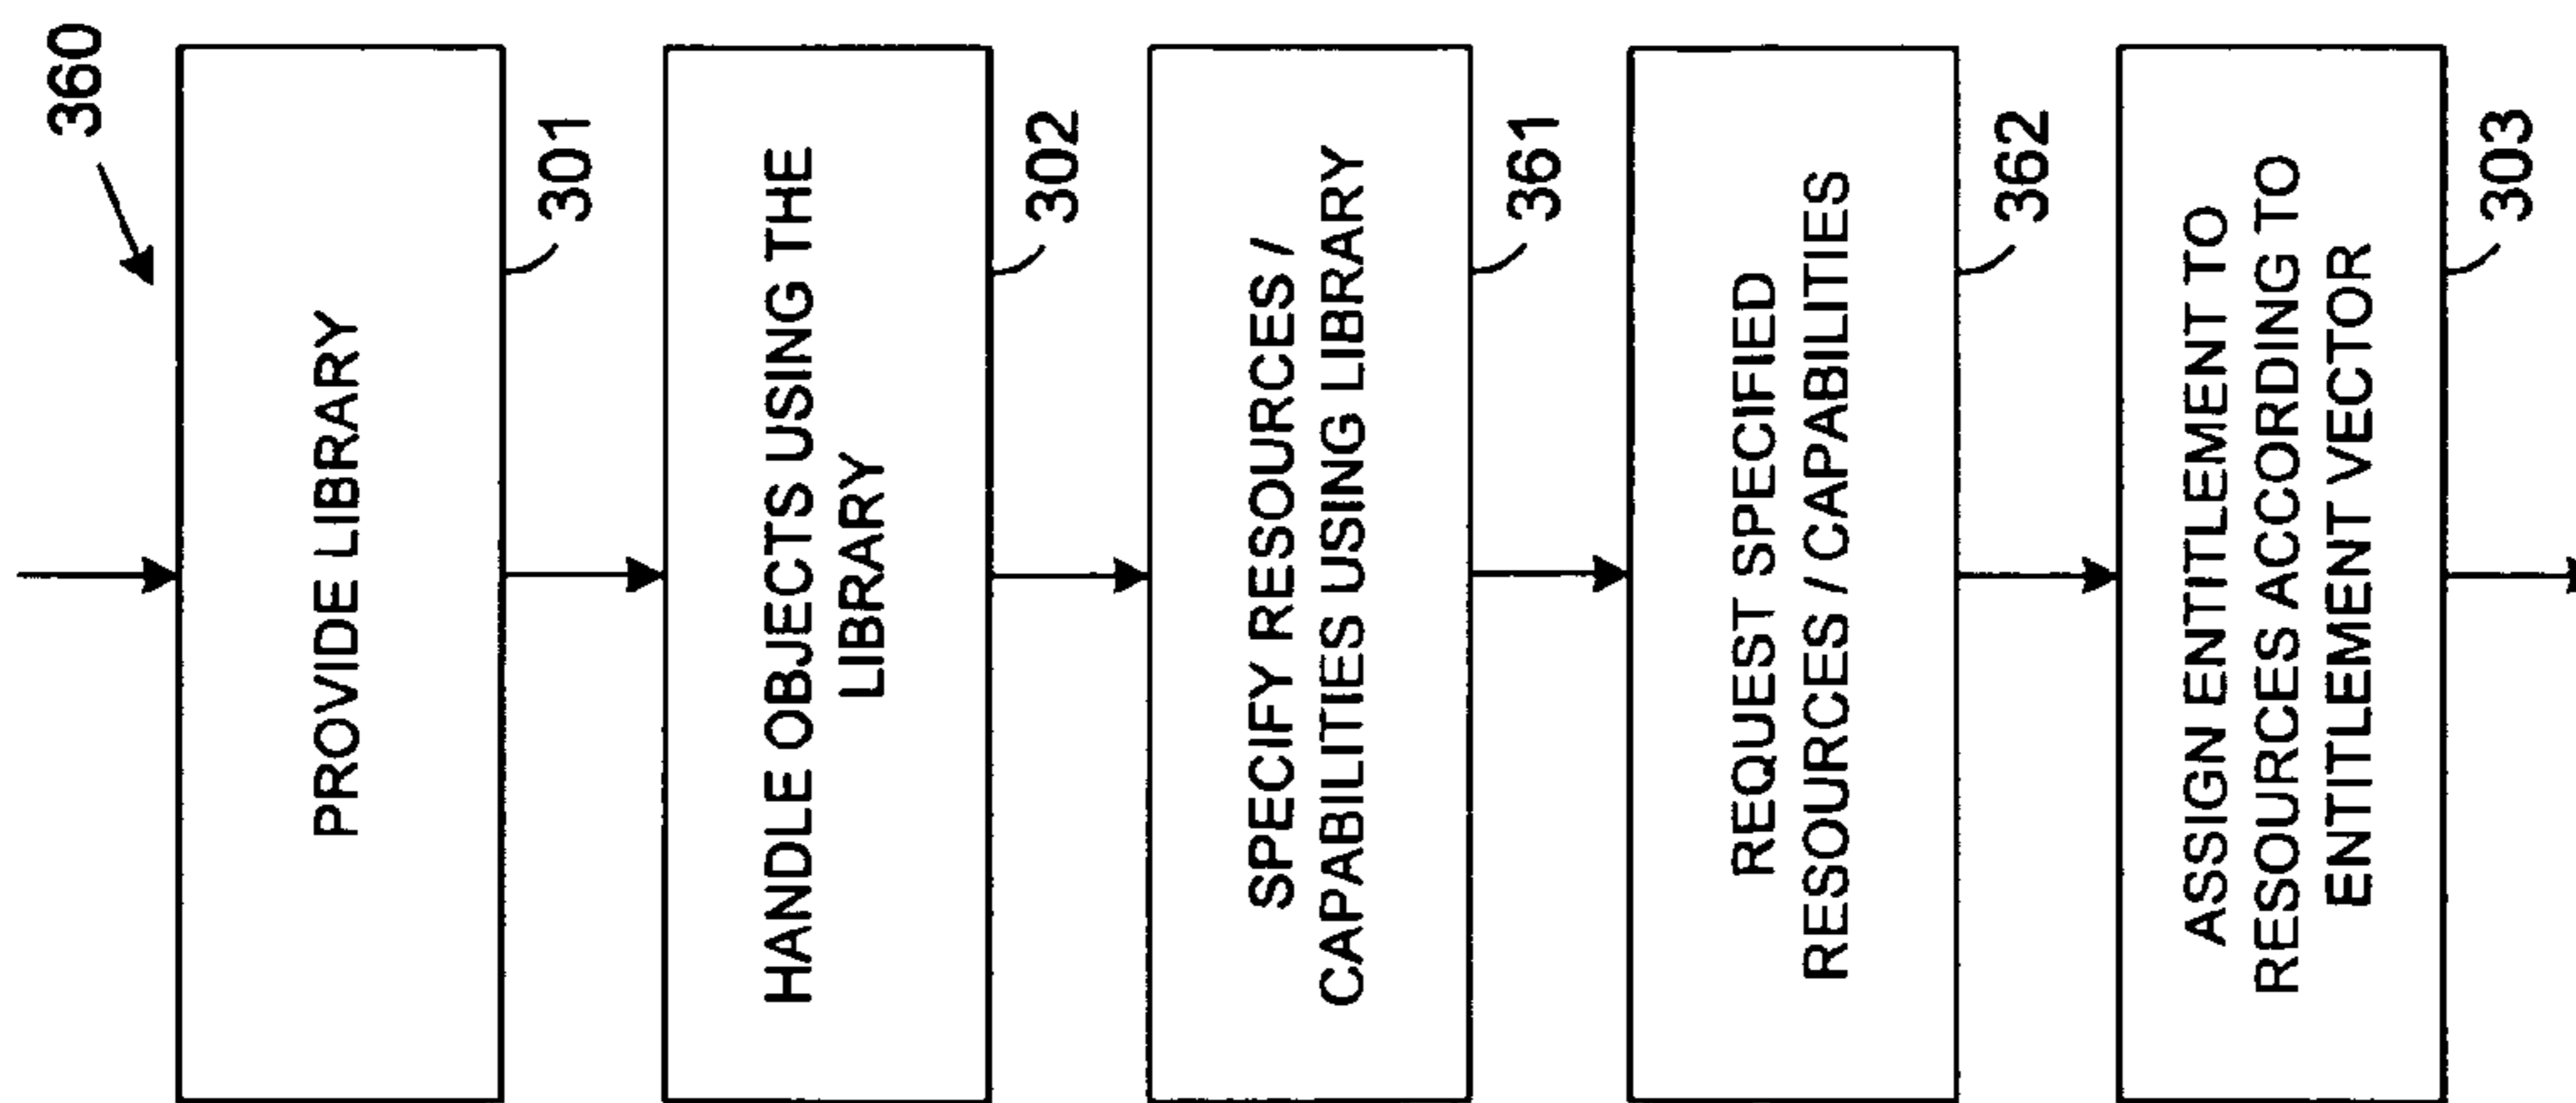 360
PROVIDE LIBRARY
301
HANDLE OBJECTS USING THE
LIBRARY
302
SPECIFY RESOURCES /
CAPABILITIES USING LIBRARY
361
REQUEST SPECIFIED
RESOURCES / CAPABILITIES
362
ASSIGN ENTITLEMENT TO
RESOURCES ACCORDING TO
ENTITLEMENT VECTOR
303